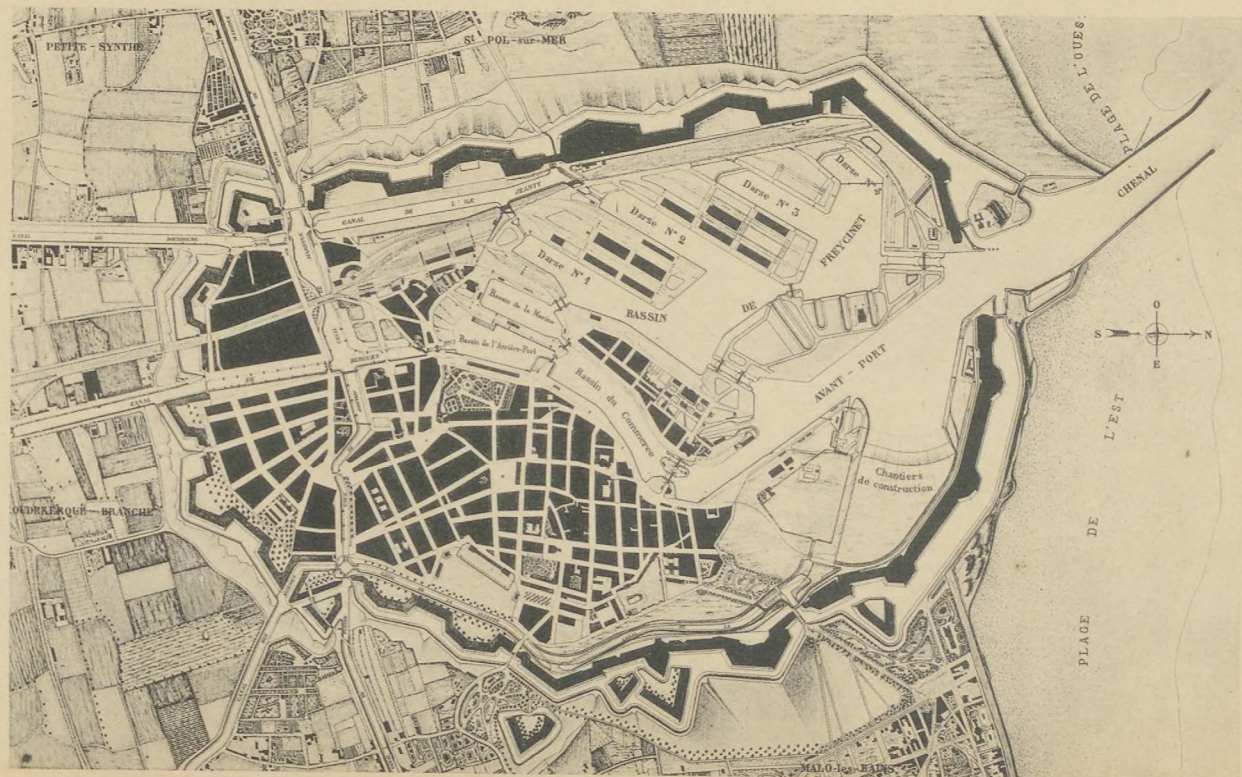 PETITE - SYNTHE
St POL-sur-MER
PLAGE DE L'OUEST
CHENAL
CANAL DE L'ILE JEANTY
CANAL DE BOURBOURG
Darse Nº 1
Darse Nº 2
Darse Nº 3
Darse Nº 4
BASSIN DE FREYCINET
Bassin de la Marine
Bassin de l'Arrière-Port
Bassin du Commerce
AVANT - PORT
Chantiers
de construction
CANAL DE BERGUES
OUDEKERQUE - BRANCHE
O
S
N
E
PLAGE DE L'EST
MALO-les-BAINS